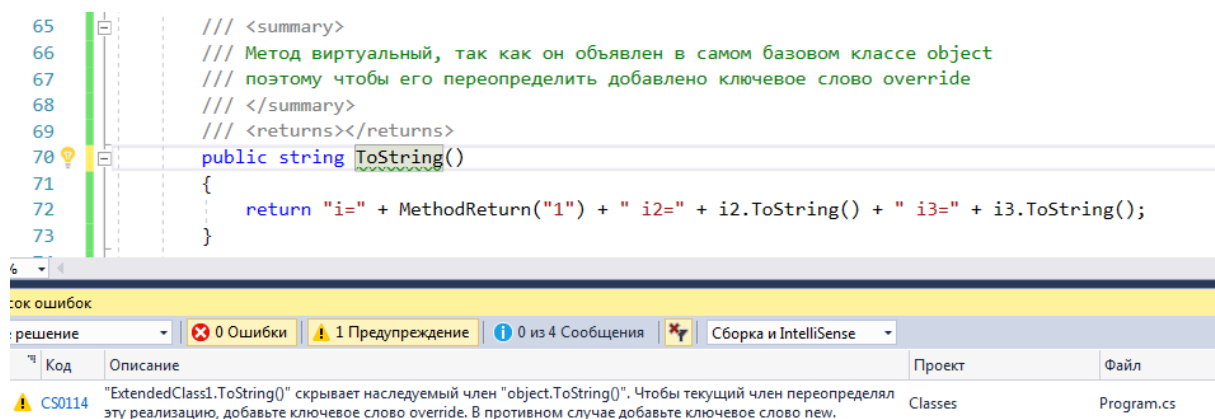 65 /// <summary>
66 /// Метод виртуальный, так как он объявлен в самом базовом классе object
67 /// поэтому чтобы его переопределить добавлено ключевое слово override
68 /// </summary>
69 /// <returns></returns>
70 public string ToString()
71 {
72 return "i=" + MethodReturn("1") + " i2=" + i2.ToString() + " i3=" + i3.ToString();
73 }
%
ок ошибок
решение 0 Ошибки 1 Предупреждение 0 из 4 Сообщения Сборка и IntelliSense
Код Описание Проект Файл
CS0114 "ExtendedClass1.ToString()" скрывает наследуемый член "object.ToString()". Чтобы текущий член переопределял
эту реализацию, добавьте ключевое слово override. В противном случае добавьте ключевое слово new. Classes Program.cs